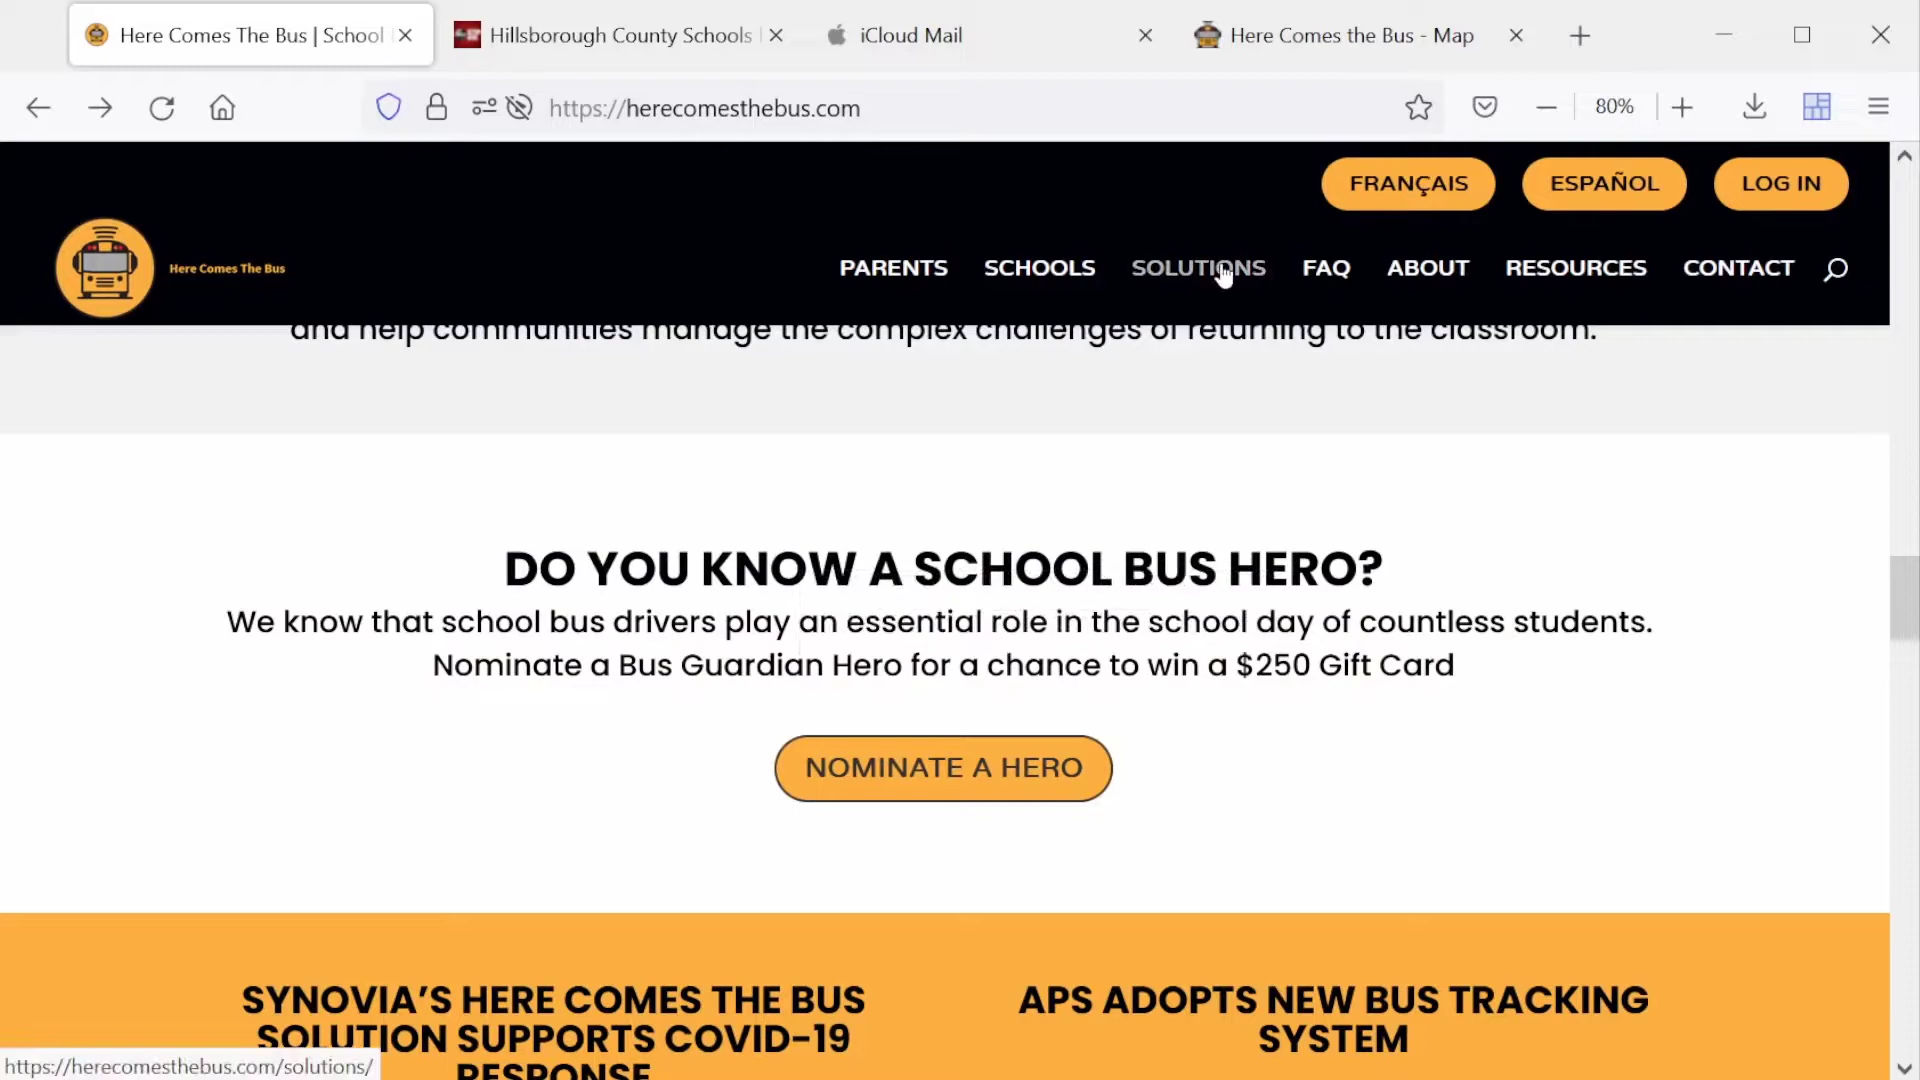 Here Comes The Bus | School
Hillsborough County Schools |
iCloud Mail
Here Comes the Bus - Map
https://herecomesthebus.com
80%
FRANÇAIS
ESPAÑOL
LOG IN
Here Comes The Bus
PARENTS
SCHOOLS
SOLUTIONS
FAQ
ABOUT
RESOURCES
CONTACT
and help communities manage the complex challenges of returning to the classroom.
DO YOU KNOW A SCHOOL BUS HERO?
We know that school bus drivers play an essential role in the school day of countless students.
Nominate a Bus Guardian Hero for a chance to win a $250 Gift Card
NOMINATE A HERO
SYNOVIA’S HERE COMES THE BUS
SOLUTION SUPPORTS COVID-19
RESPONSE
APS ADOPTS NEW BUS TRACKING
SYSTEM
https://herecomesthebus.com/solutions/